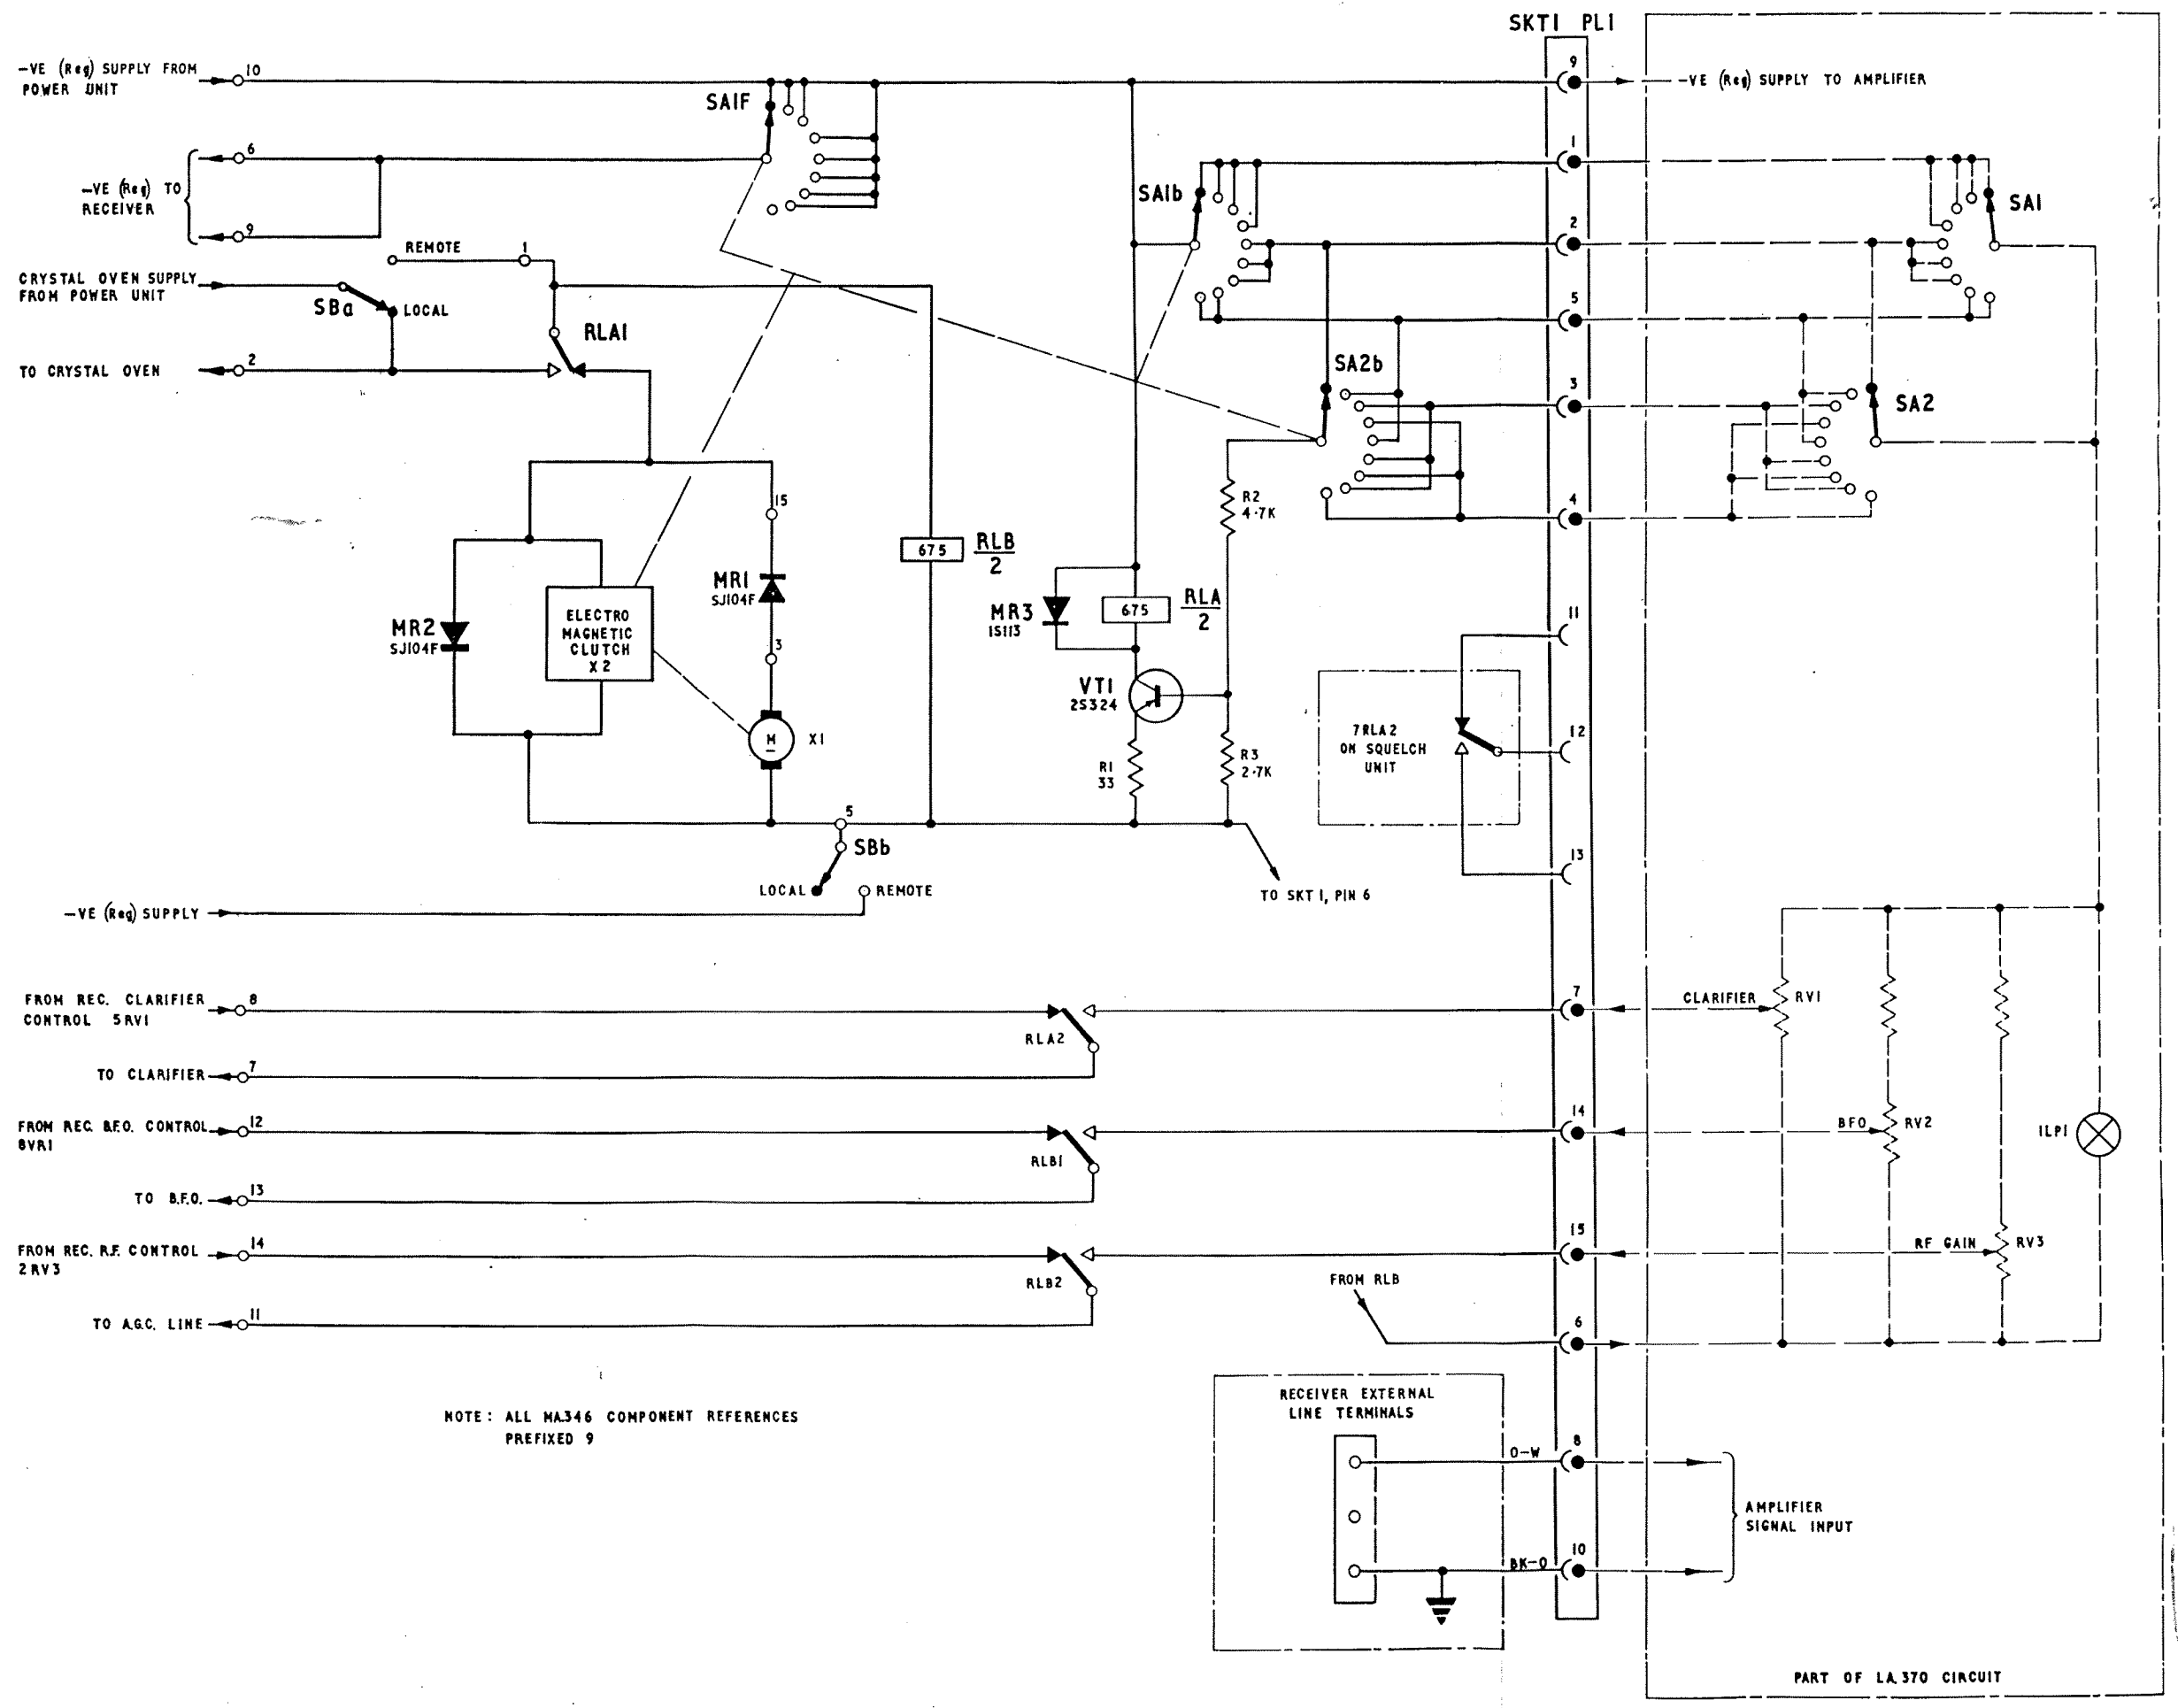 SKT1 PL1
9
-VE (Reg) SUPPLY FROM
POWER UNIT
10
-VE (Reg) SUPPLY TO AMPLIFIER
SA1F
6
1
-VE (Reg) TO
RECEIVER
SA1b
SA1
9
2
REMOTE
1
CRYSTAL OVEN SUPPLY
FROM POWER UNIT
SBa
LOCAL
5
RLA1
TO CRYSTAL OVEN
2
SA2b
3
SA2
15
R2
4·7K
4
675
RLB
2
MR1
SJ104F
MR2
SJ104F
ELECTRO
MAGNETIC
CLUTCH
X2
MR3
1S113
675
RLA
2
11
3
VT1
2S324
M
X1
7RLA2
ON SQUELCH
UNIT
12
R1
33
R3
2·7K
5
SBb
13
LOCAL
REMOTE
TO SKT 1, PIN 6
-VE (Reg) SUPPLY
FROM REC. CLARIFIER
CONTROL 5RV1
8
7
CLARIFIER
RV1
RLA2
TO CLARIFIER
7
FROM REC. B.F.O. CONTROL
8VR1
12
14
BFO
RV2
ILP1
RLB1
TO B.F.O.
13
FROM REC. R.F. CONTROL
2RV3
14
15
RF GAIN
RV3
RLB2
FROM RLB
TO A.G.C. LINE
11
6
RECEIVER EXTERNAL
LINE TERMINALS
NOTE: ALL MA.346 COMPONENT REFERENCES
PREFIXED 9
O-W
8
AMPLIFIER
SIGNAL INPUT
BK-O
10
PART OF LA.370 CIRCUIT